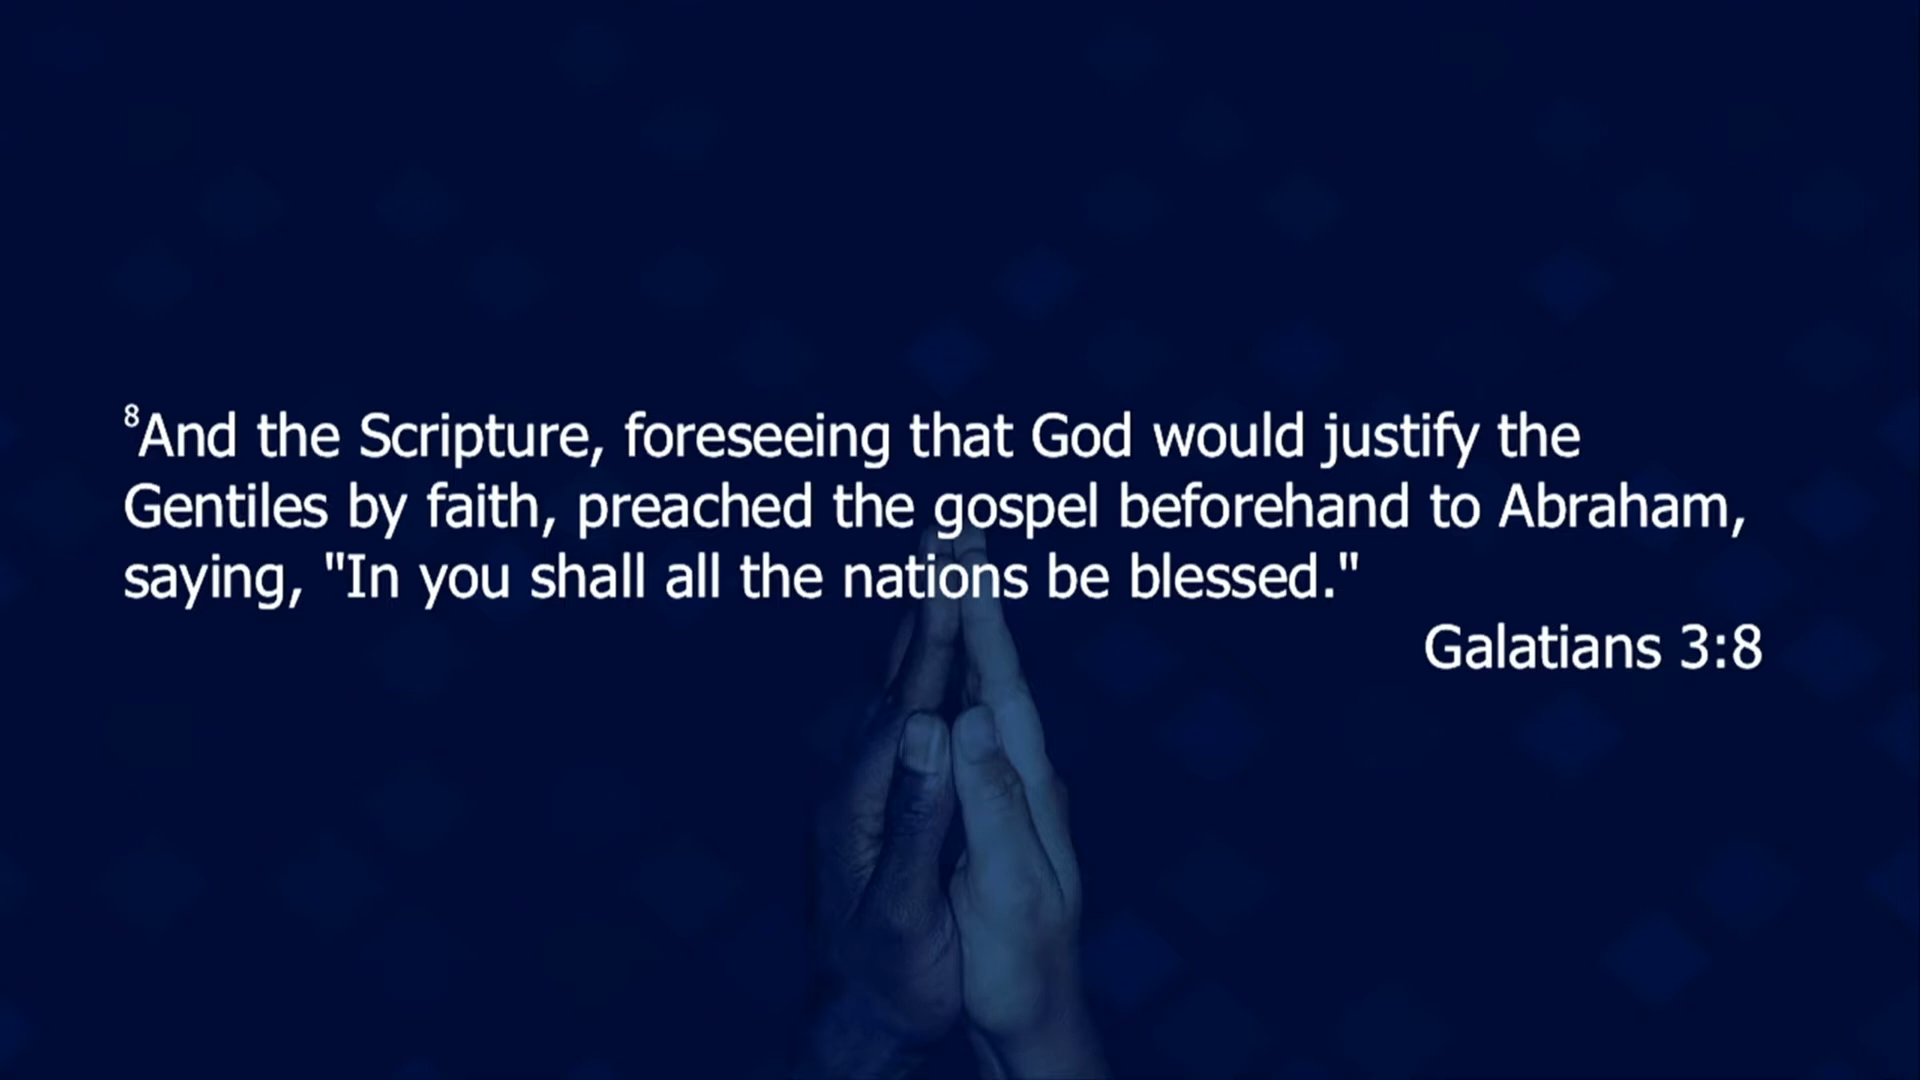 ⁸And the Scripture, foreseeing that God would justify the
Gentiles by faith, preached the gospel beforehand to Abraham,
saying, "In you shall all the nations be blessed."
Galatians 3:8